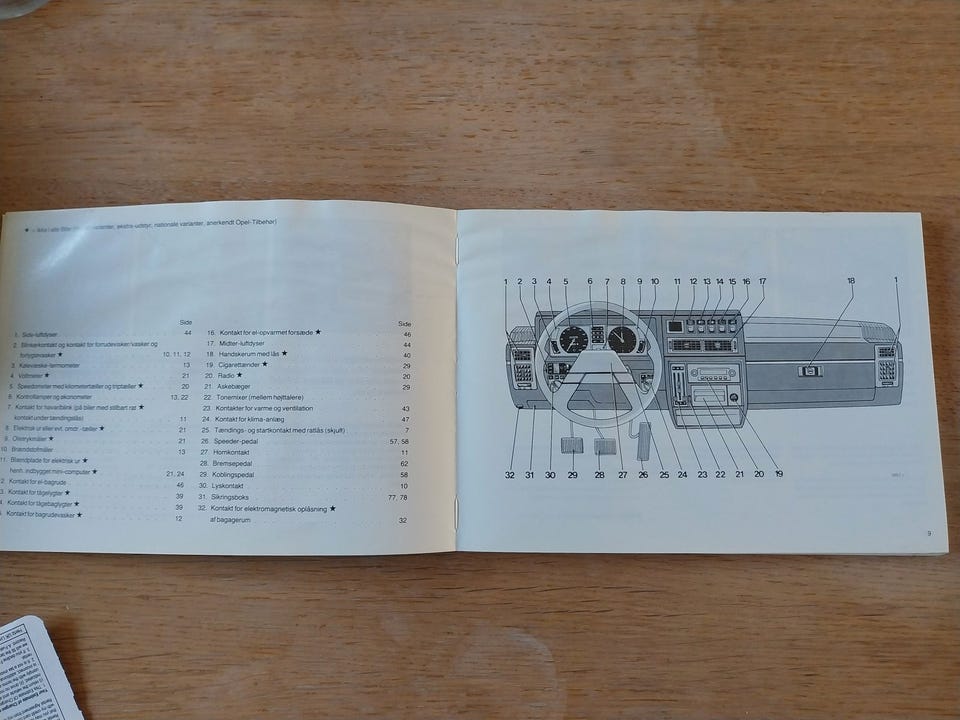 ★ = ikke i alle biler varianter, ekstra-udstyr, nationale varianter, anerkendt Opel-Tilbehør)
Side
1. Side-luftdyser 44
2. Blinkerkontakt og kontakt for forrudevisker/vasker og
forlygtevasker ★ 10, 11, 12
3. Kølevæske-termometer 13
4. Voltmeter ★ 21
5. Speedometer med kilometertæller og triptæller ★ 20
6. Kontrollamper og økonometer 13, 22
7. Kontakt for havariblink (på biler med stilbart rat ★
kontakt under tændingslås) 11
8. Elektrisk ur eller evt. omdr.-tæller ★ 21
9. Olietrykmåler ★ 21
10. Brændstofmåler 13
11. Blændplade for elektrisk ur ★
henh. indbygget mini-computer ★ 21, 24
2. Kontakt for el-bagrude 46
3. Kontakt for tågelygter ★ 39
4. Kontakt for tågebaglygter ★ 39
Kontakt for bagrudevasker ★ 12
Side
16. Kontakt for el-opvarmet forsæde ★ 46
17. Midter-luftdyser 44
18. Handskerum med lås ★ 40
19. Cigarettænder ★ 29
20. Radio ★ 20
21. Askebæger 29
22. Tonemixer (mellem højttalere)
23. Kontakter for varme og ventilation 43
24. Kontakt for klima-anlæg 47
25. Tændings- og startkontakt med ratlås (skjult) 7
26. Speeder-pedal 57, 58
27. Hornkontakt 11
28. Bremsepedal 62
29. Koblingspedal 58
30. Lyskontakt 10
31. Sikringsboks 77, 78
32. Kontakt for elektromagnetisk oplåsning ★
af bagagerum 32
1 2 3 4 5 6 7 8 9 10 11 12 13 14 15 16 17 18 1
32 31 30 29 28 27 26 25 24 23 22 21 20 19
9